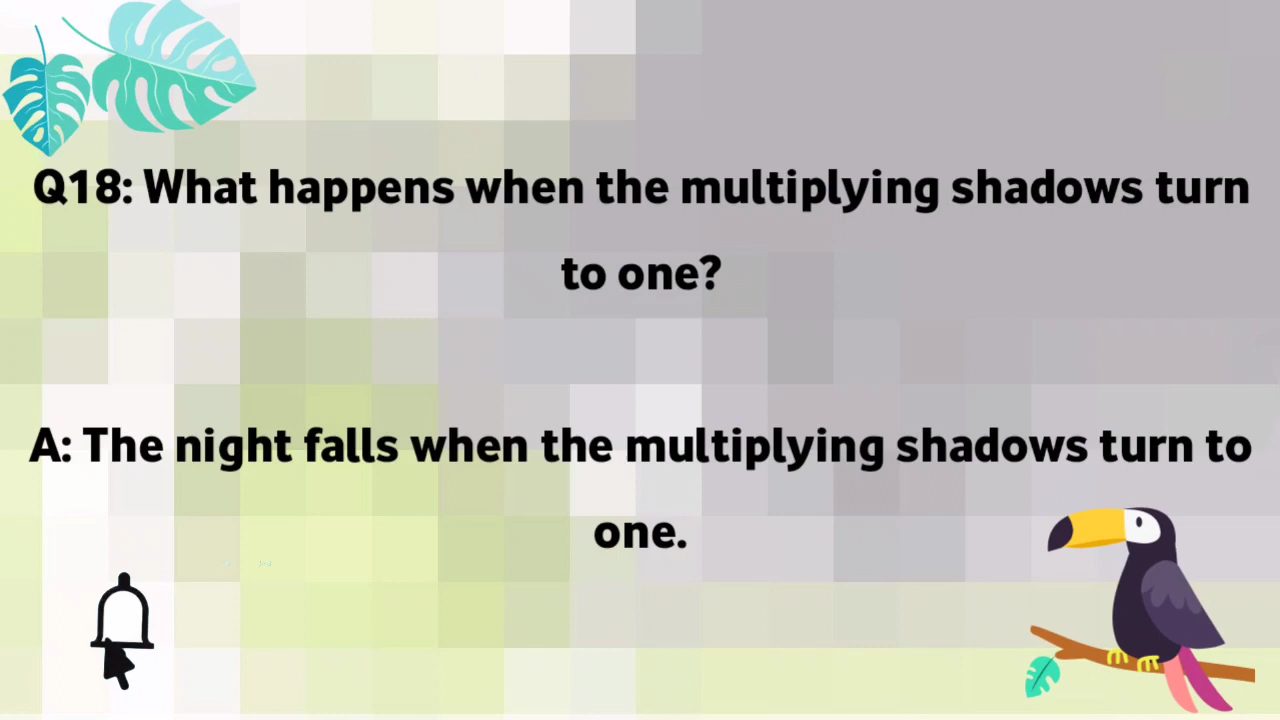 Q18: What happens when the multiplying shadows turn
to one?
A: The night falls when the multiplying shadows turn to
one.